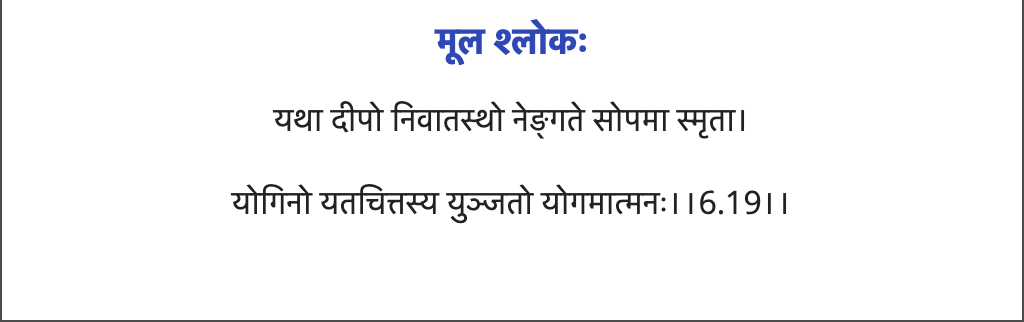 मूल श्लोकः
यथा दीपो निवातस्थो नेङ्गते सोपमा स्मृता।
योगिनो यतचित्तस्य युञ्जतो योगमात्मनः।।6.19।।